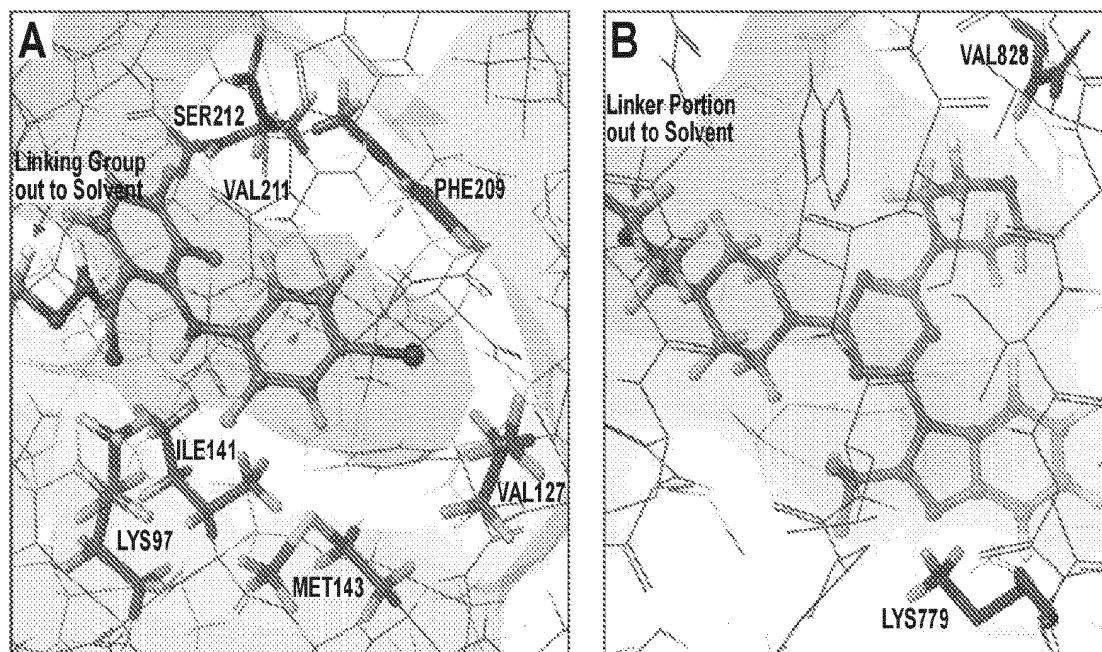 A
SER212
Linking Group
out to Solvent
VAL211
PHE209
ILE141
VAL127
LYS97
MET143
B
VAL828
Linker Portion
out to Solvent
LYS779